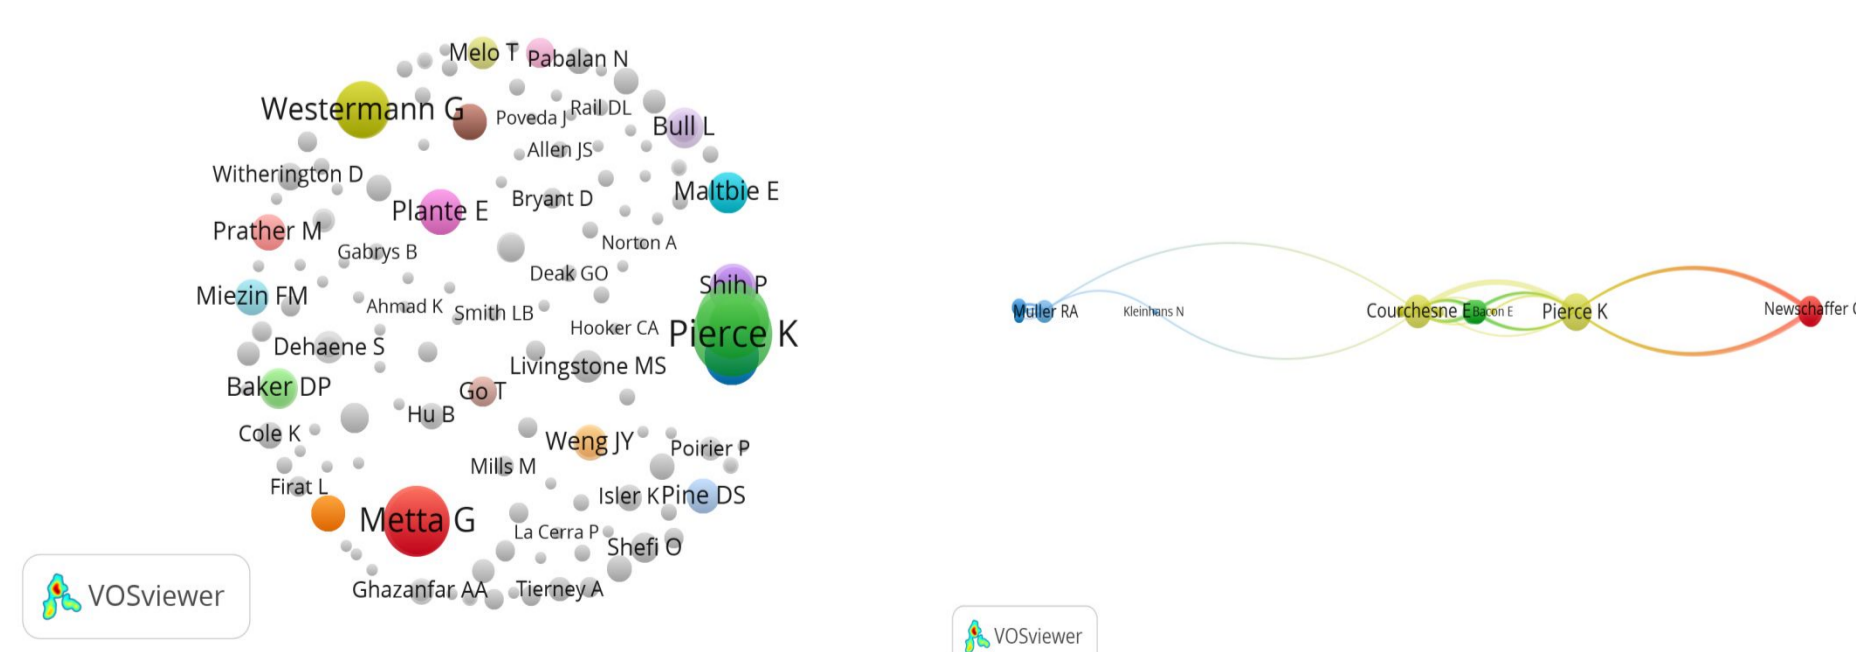 Melo T
Pabalan N
Westermann G
Poveda J
Rail DL
Bull L
Allen JS
Witherington D
Bryant D
Maltbie E
Plante E
Prather M
Gabrys B
Norton A
Deak GO
Shih P
Miezin FM
Ahmad K
Smith LB
Hooker CA
Pierce K
Dehaene S
Livingstone MS
Baker DP
Go T
Hu B
Cole K
Weng JY
Poirier P
Mills M
Firat L
Isler K
Pine DS
Metta G
La Cerra P
Shefi O
Ghazanfar AA
Tierney A
VOSviewer
Muller RA
Kleinhans N
Courchesne E
Bacon E
Pierce K
Newschaffer C
VOSviewer